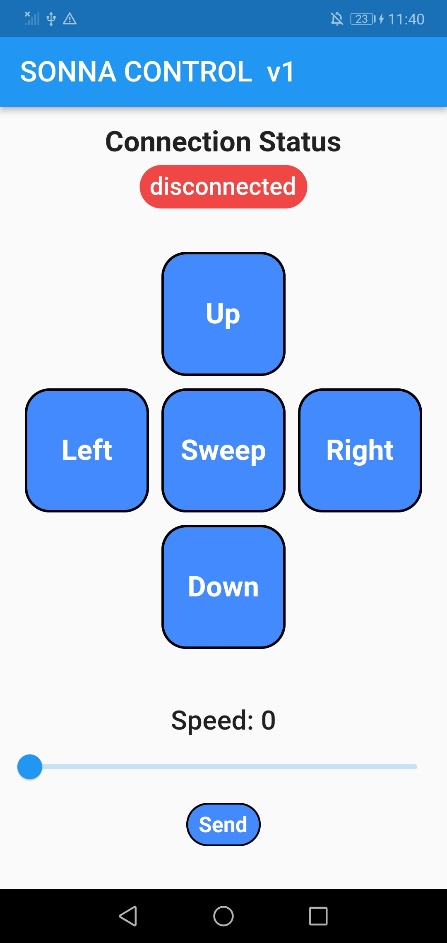 23 11:40
SONNA CONTROL v1
Connection Status
disconnected
Up
Left Sweep Right
Down
Speed: 0
Send